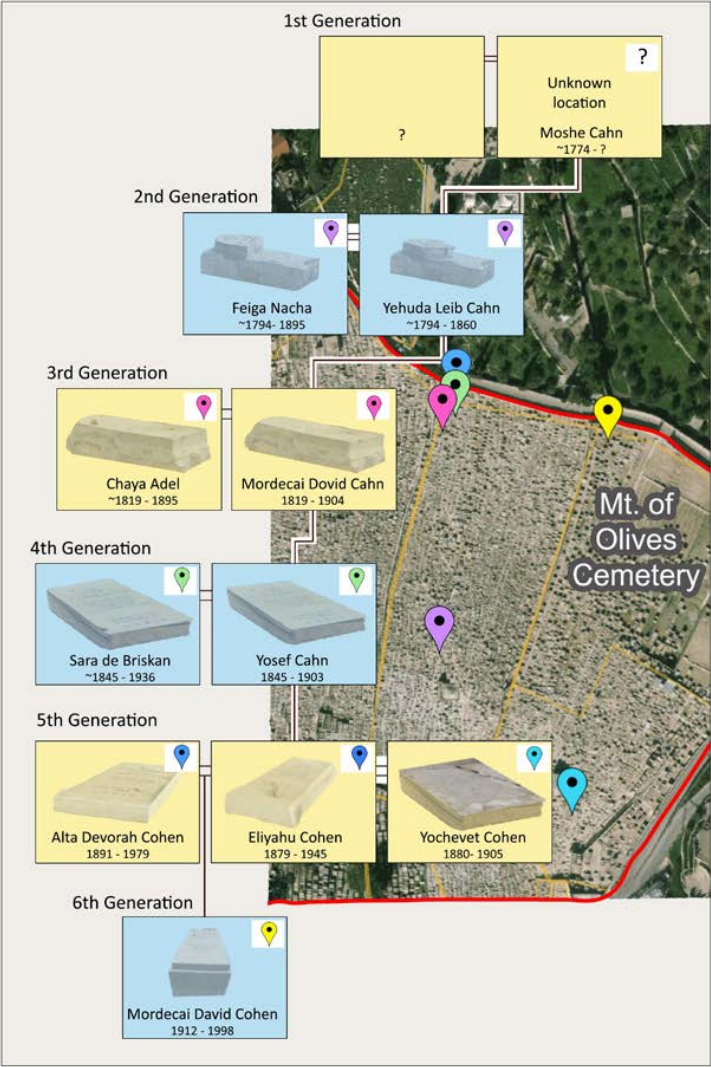 1st Generation
?
?
Unknown
location
Moshe Cahn
~1774 - ?
2nd Generation
Feiga Nacha
~1794- 1895
Yehuda Leib Cahn
~1794 - 1860
3rd Generation
Chaya Adel
~1819 - 1895
Mordecai Dovid Cahn
1819 - 1904
Mt. of
Olives
Cemetery
4th Generation
Sara de Briskan
~1845 - 1936
Yosef Cahn
1845 - 1903
5th Generation
Alta Devorah Cohen
1891 - 1979
Eliyahu Cohen
1879 - 1945
Yochevet Cohen
1880- 1905
6th Generation
Mordecai David Cohen
1912 - 1998